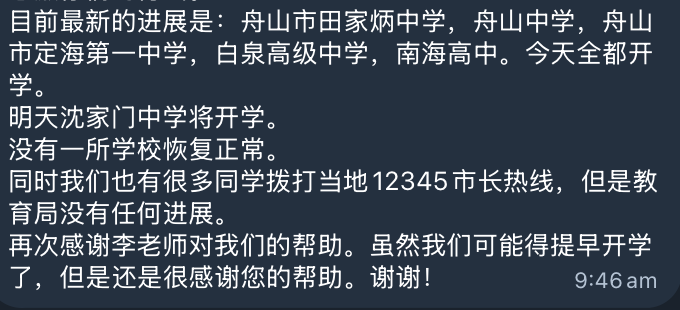 目前最新的进展是：舟山市田家炳中学，舟山中学，舟山
市定海第一中学，白泉高级中学，南海高中。今天全都开
学。
明天沈家门中学将开学。
没有一所学校恢复正常。
同时我们也有很多同学拨打当地12345市长热线，但是教
育局没有任何进展。
再次感谢李老师对我们的帮助。虽然我们可能得提早开学
了，但是还是很感谢您的帮助。谢谢！
9:46am